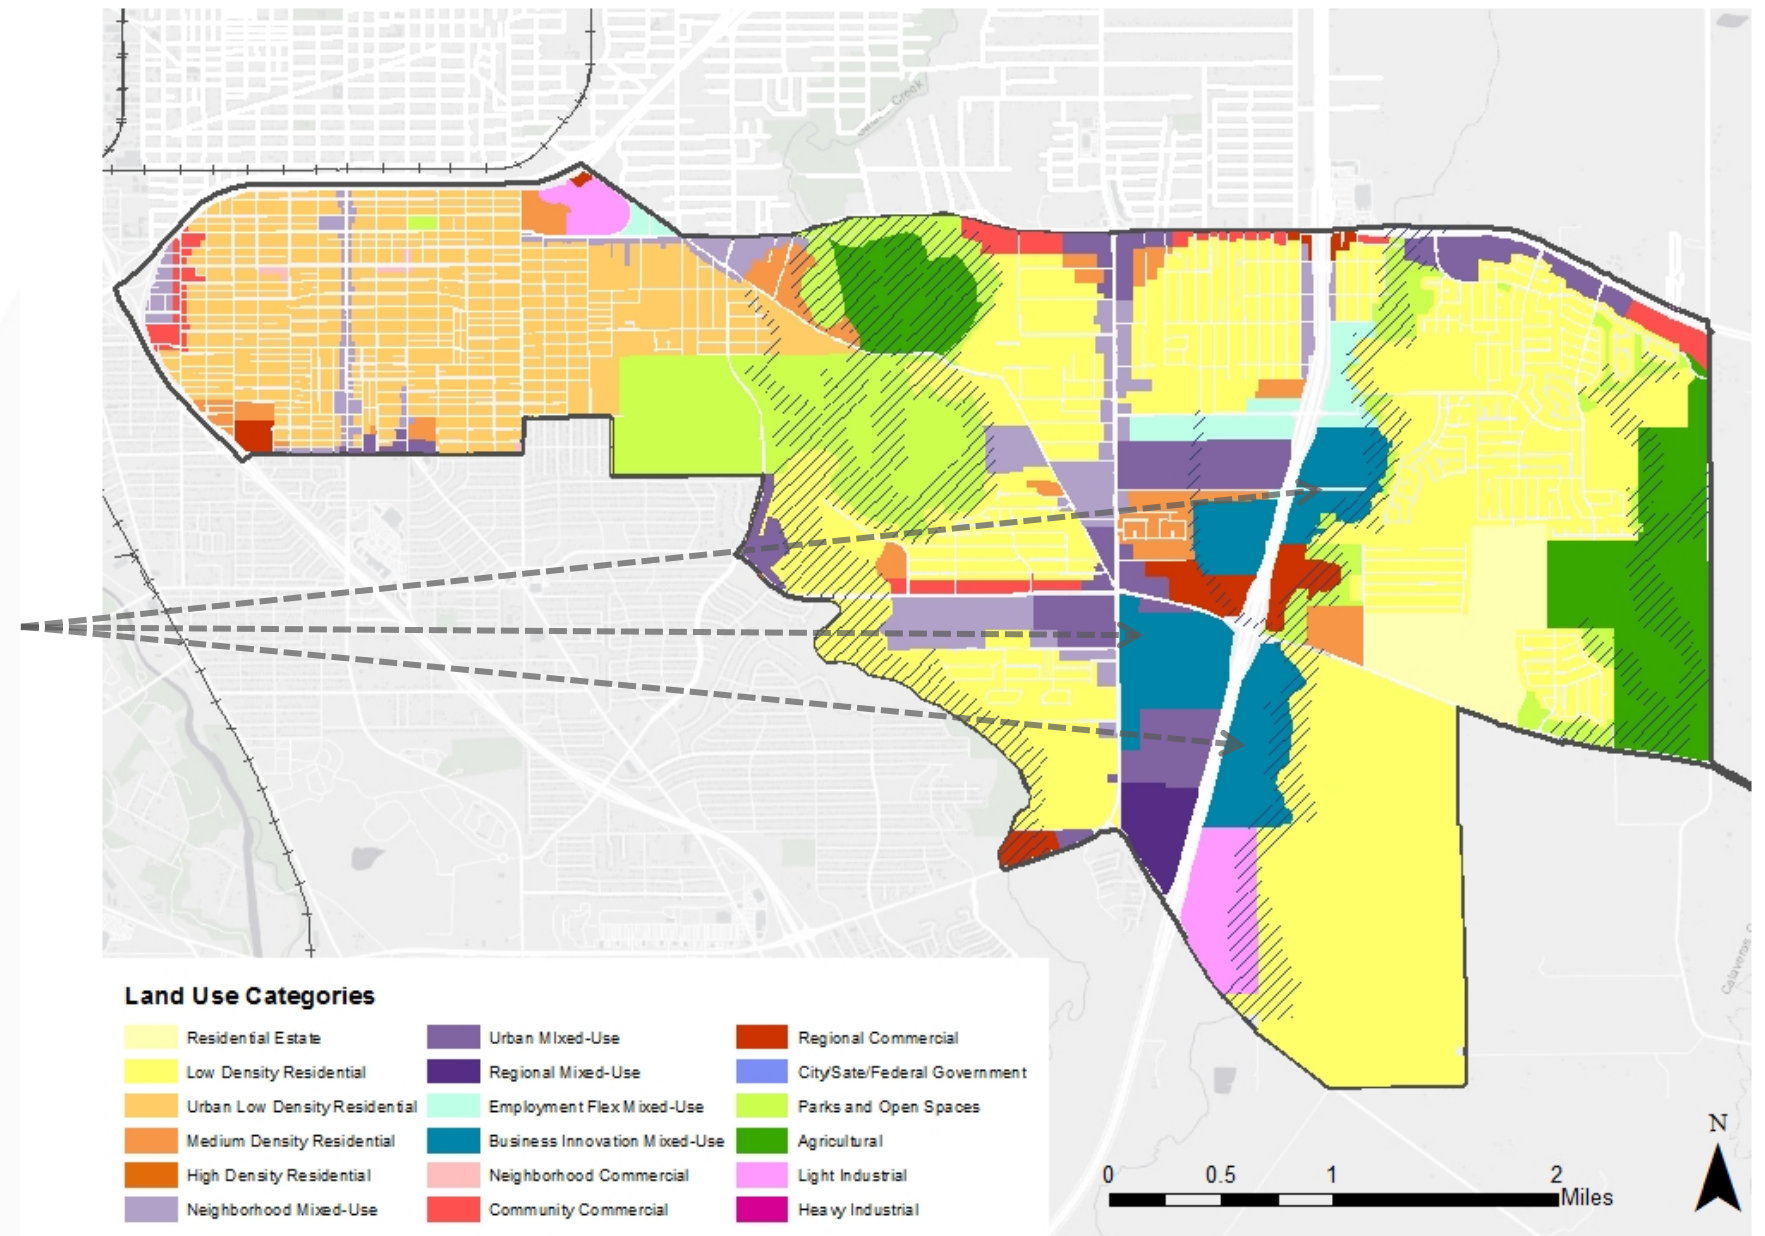 Creek
Calaveras C
Land Use Categories
Residential Estate
Low Density Residential
Urban Low Density Residential
Medium Density Residential
High Density Residential
Neighborhood Mixed-Use
Urban MIxed-Use
Regional Mixed-Use
Employment Flex Mixed-Use
Business Innovation Mixed-Use
Neighborhood Commercial
Community Commercial
Regional Commercial
City/Sate/Federal Government
Parks and Open Spaces
Agricultural
Light Industrial
Heavy Industrial
N
0 0.5 1 2
Miles